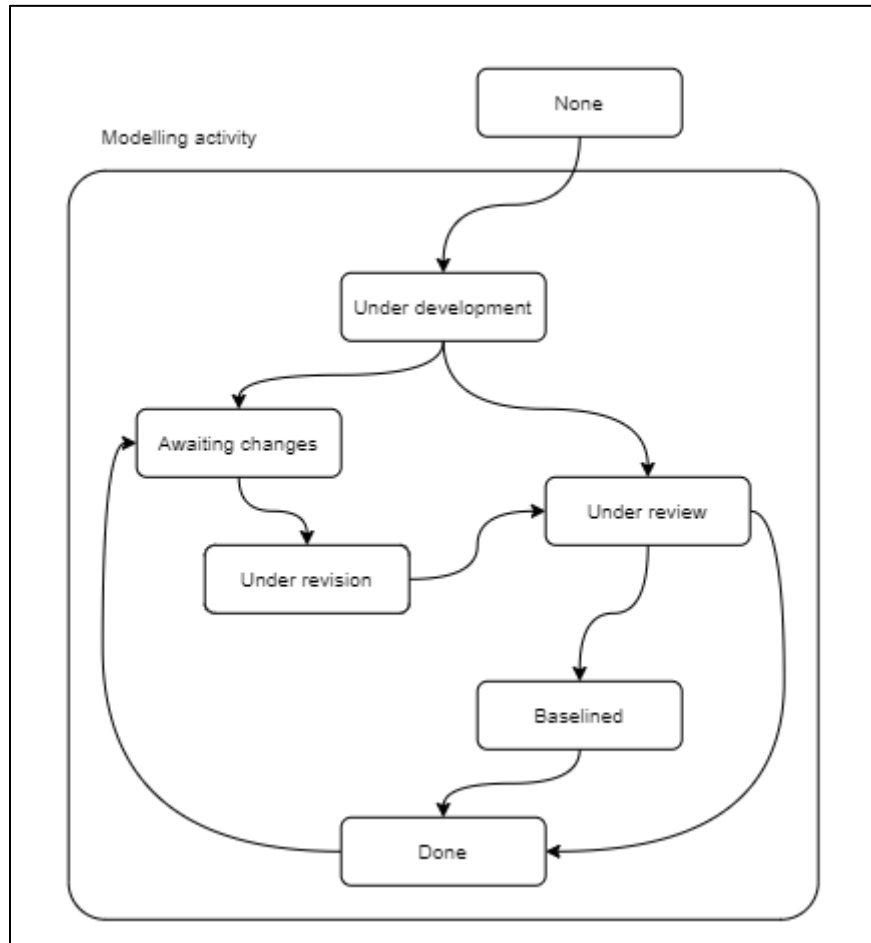 None
Modelling activity
Under development
Awaiting changes
Under review
Under revision
Baselined
Done